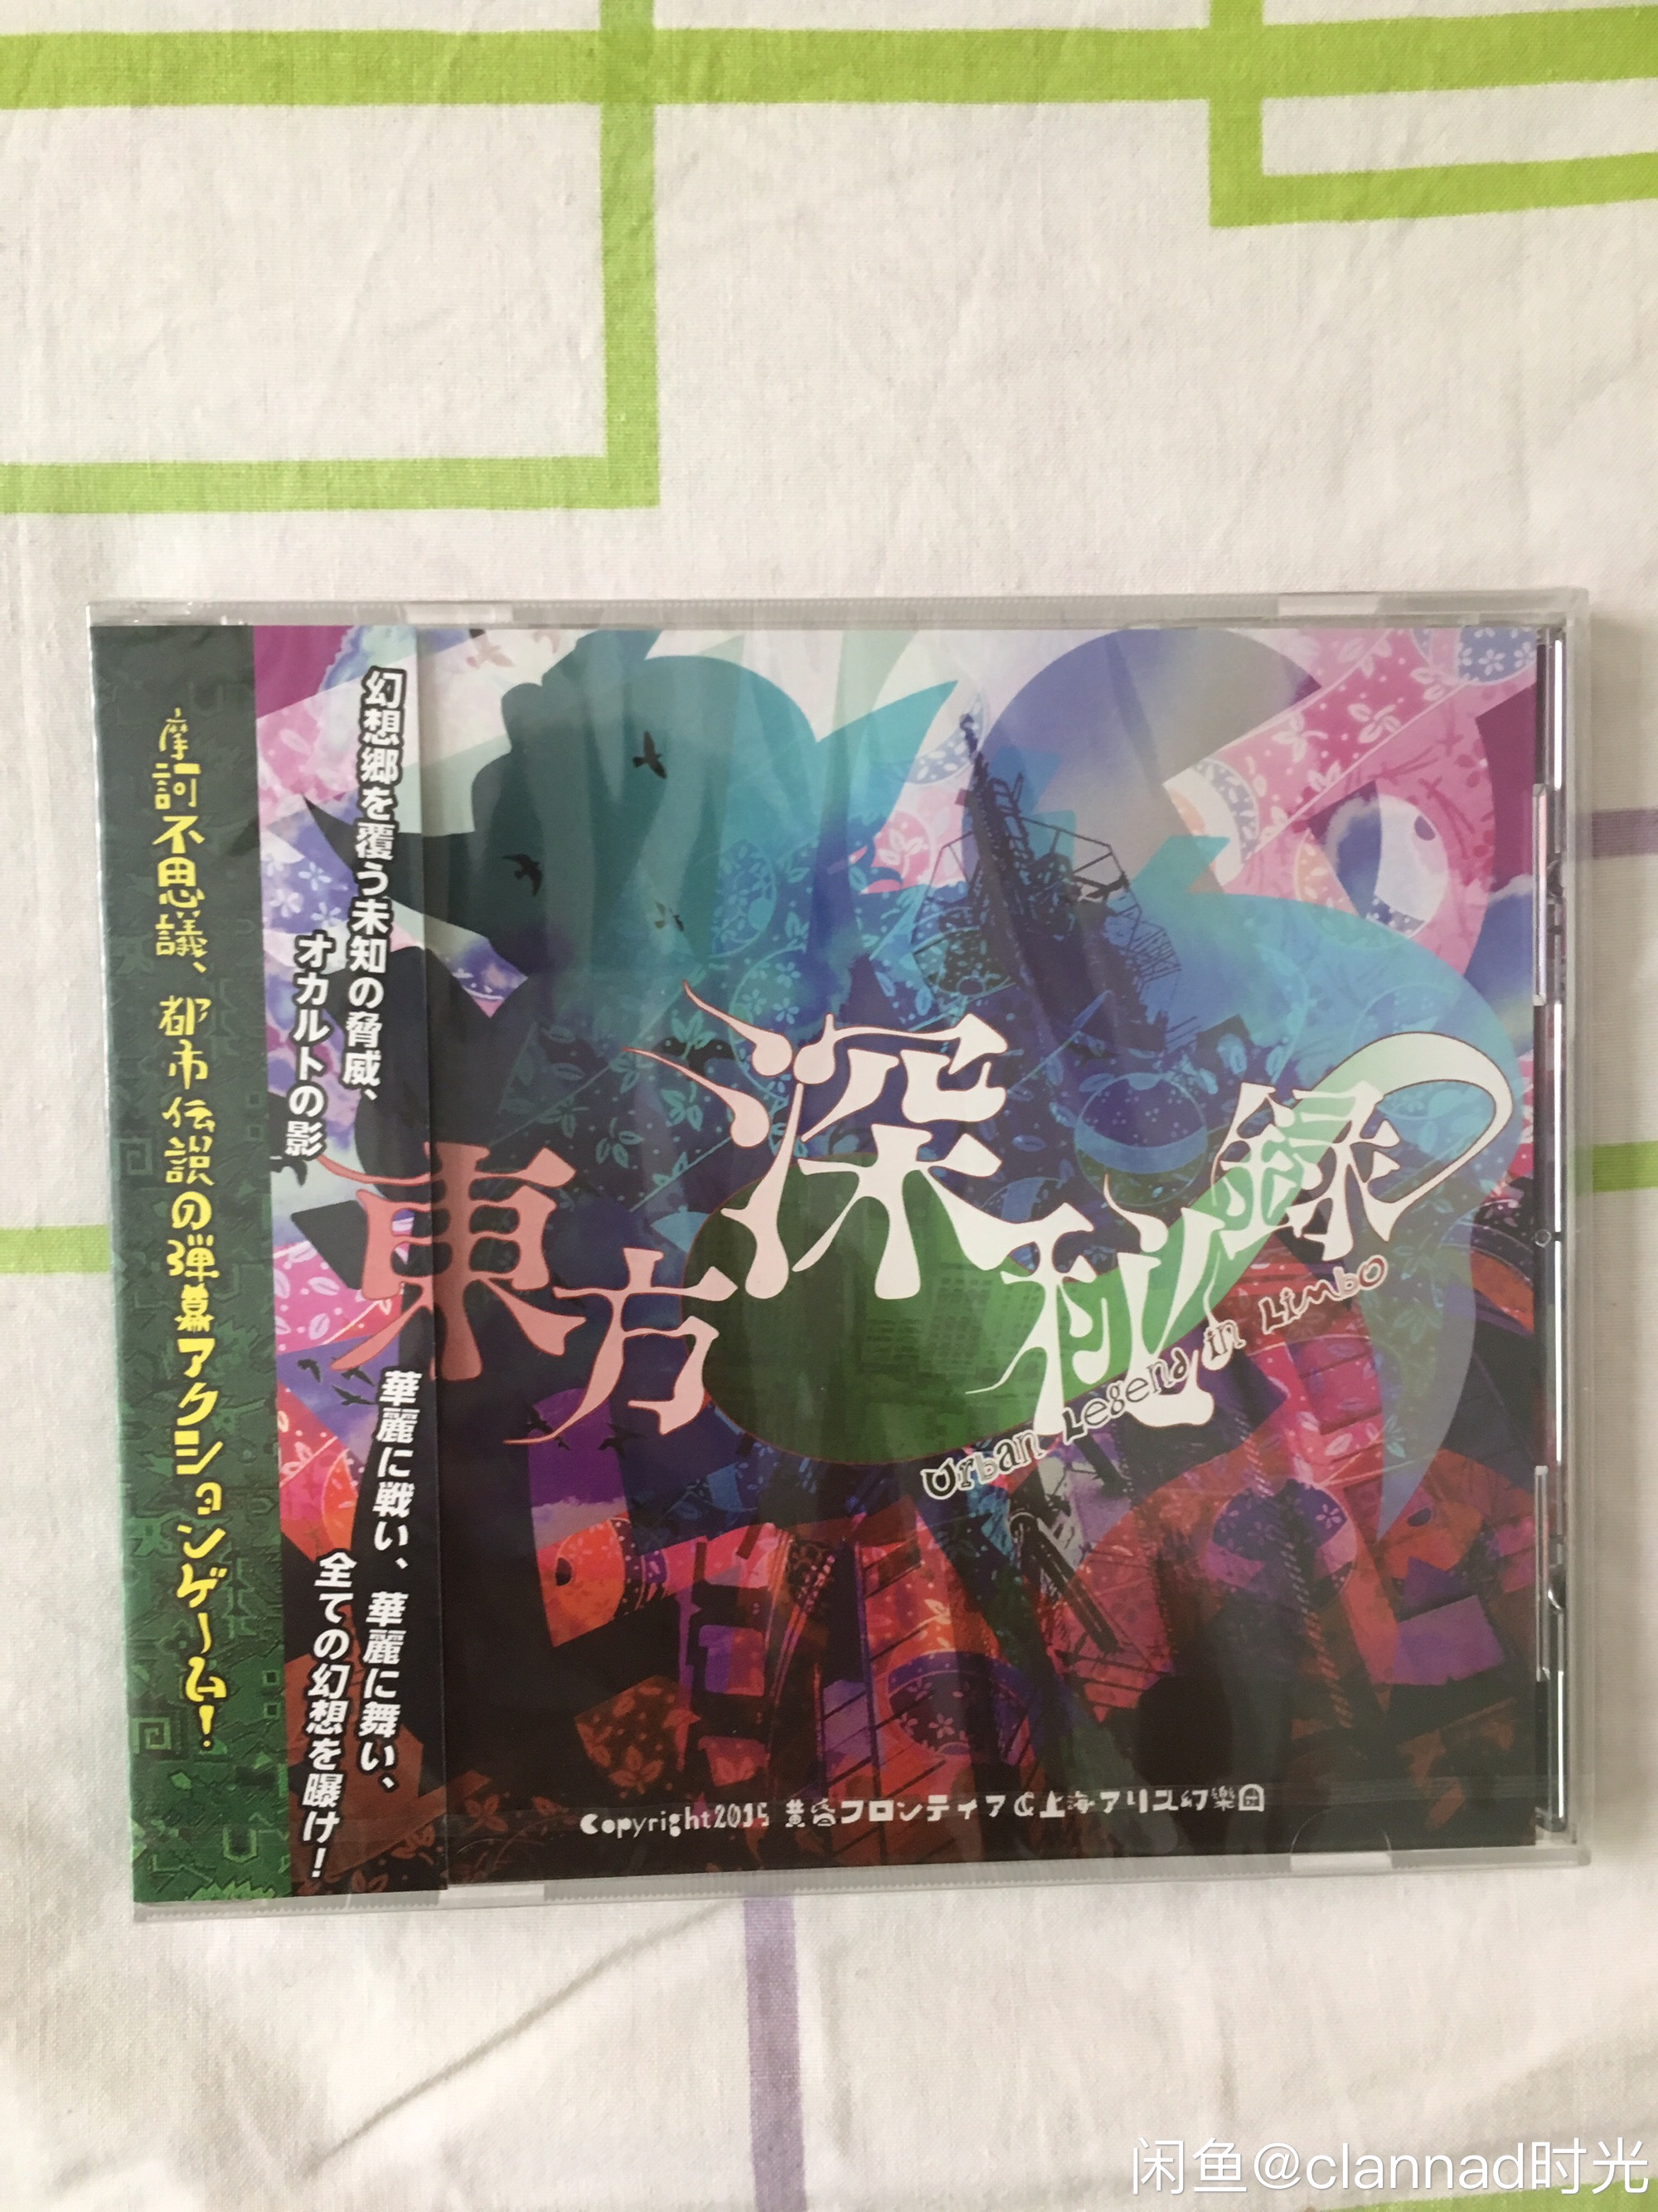 摩訶不思議、都市伝説の弾幕アクションゲーム!
幻想郷を覆う未知の脅威、
オカルトの影
華麗に戦い、華麗に舞い、
全ての幻想を曝け!
東方深秘録
Urban Legend in Limbo
Copyright2015 黄昏フロンティア&上海アリス幻樂団
闲鱼@clannad时光